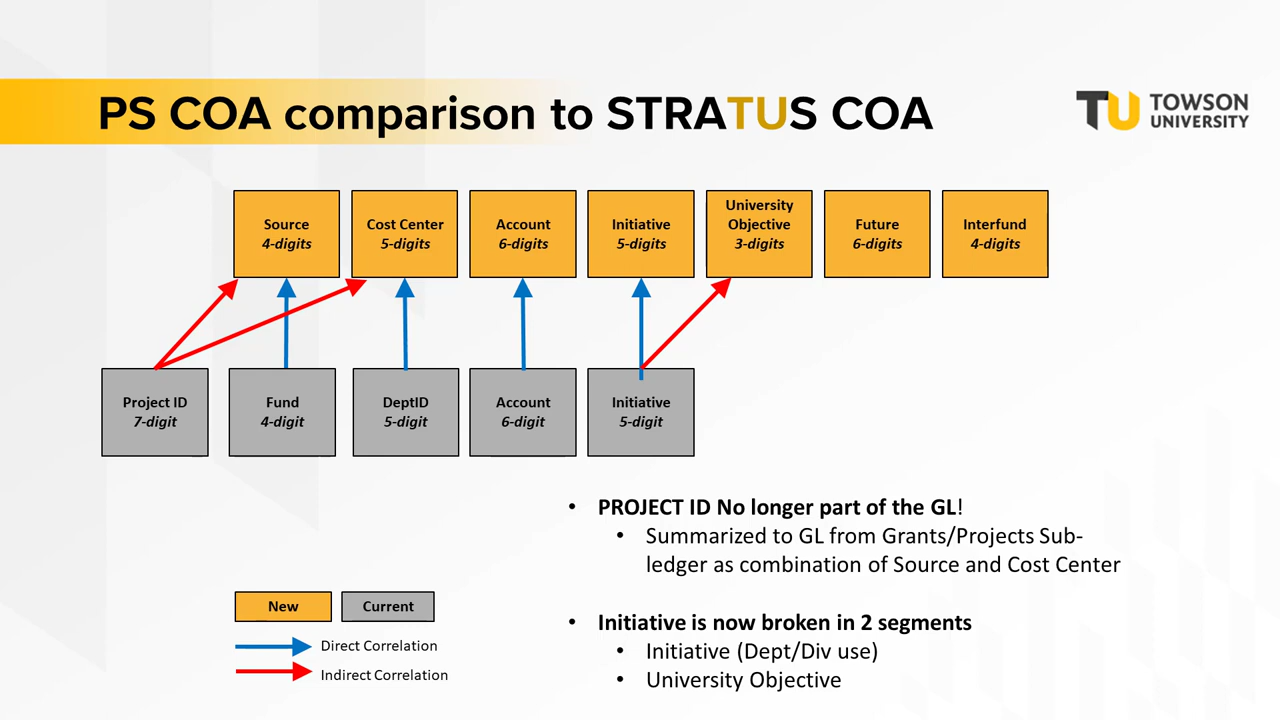 PS COA comparison to STRATUS COA
TOWSON
UNIVERSITY
Source
4-digits
Cost Center
5-digits
Account
6-digits
Initiative
5-digits
University
Objective
3-digits
Future
6-digits
Interfund
4-digits
Project ID
7-digit
Fund
4-digit
DeptID
5-digit
Account
6-digit
Initiative
5-digit
• PROJECT ID No longer part of the GL!
• Summarized to GL from Grants/Projects Sub-
ledger as combination of Source and Cost Center
• Initiative is now broken in 2 segments
• Initiative (Dept/Div use)
• University Objective
New
Current
Direct Correlation
Indirect Correlation